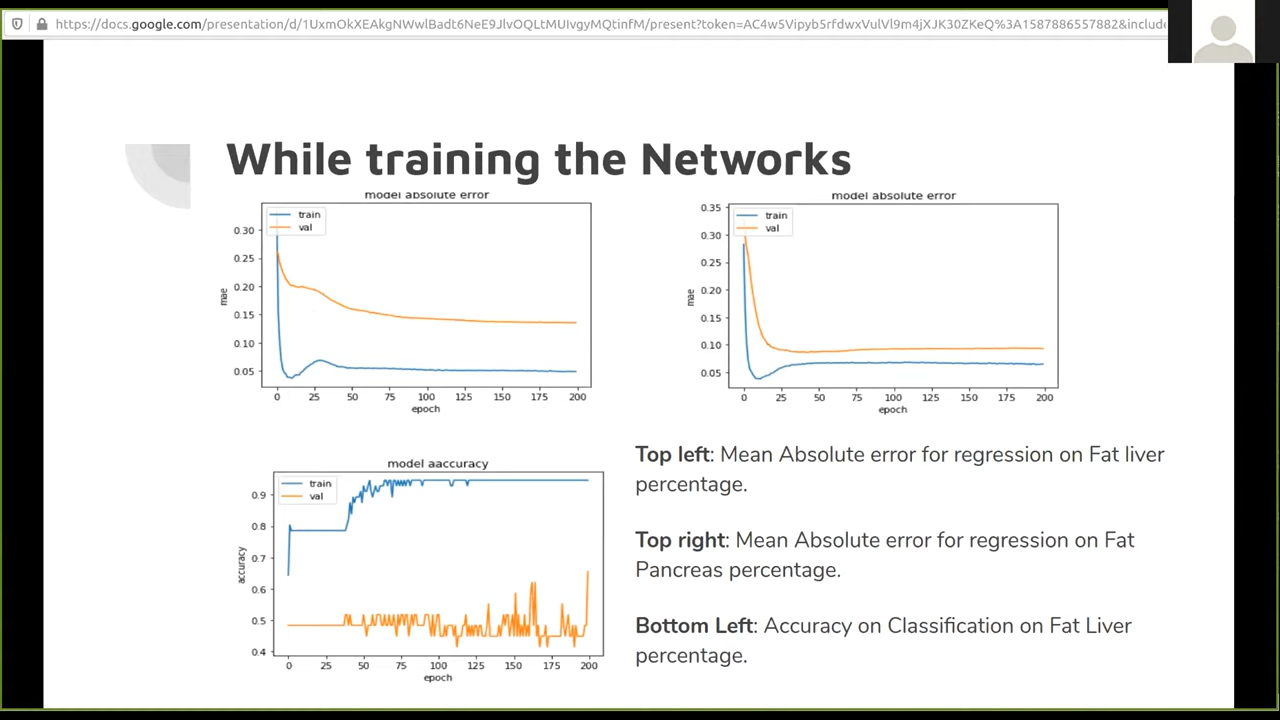 https://docs.google.com/presentation/d/1UxmOkXEAkgNWwlBadt6NeE9JlvOQLtMUIvgyMQtinfM/present?token=AC4w5Vipyb5rfdwxVulVl9m4jXJK30ZKeQ%3A1587886557882&include
While training the Networks
model absolute error
train
val
0.30
0.25
0.20
0.15
0.10
0.05
mae
0 25 50 75 100 125 150 175 200
epoch
model absolute error
train
val
0.35
0.30
0.25
0.20
0.15
0.10
0.05
mae
0 25 50 75 100 125 150 175 200
epoch
model aaccuracy
train
val
0.9
0.8
0.7
0.6
0.5
0.4
accuracy
0 25 50 75 100 125 150 175 200
epoch
Top left: Mean Absolute error for regression on Fat liver
percentage.
Top right: Mean Absolute error for regression on Fat
Pancreas percentage.
Bottom Left: Accuracy on Classification on Fat Liver
percentage.